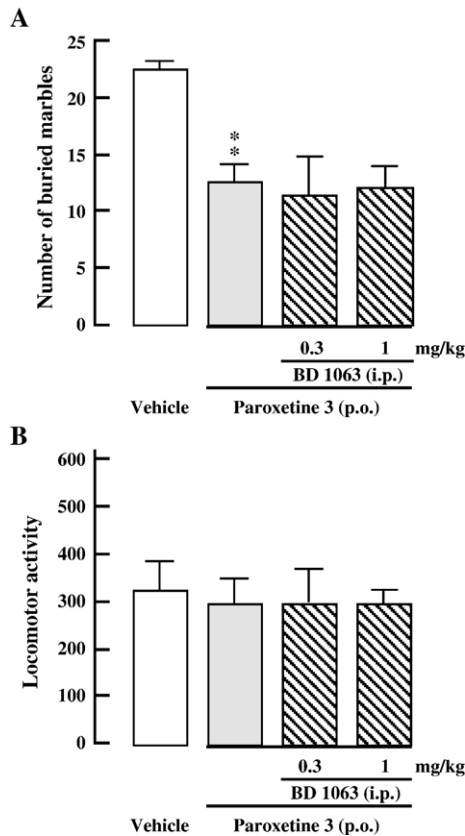 A
Number of buried marbles
25
20
15
10
5
0
**
0.3 1 mg/kg
BD 1063 (i.p.)
Vehicle Paroxetine 3 (p.o.)
B
Locomotor activity
600
500
400
300
200
100
0
0.3 1 mg/kg
BD 1063 (i.p.)
Vehicle Paroxetine 3 (p.o.)